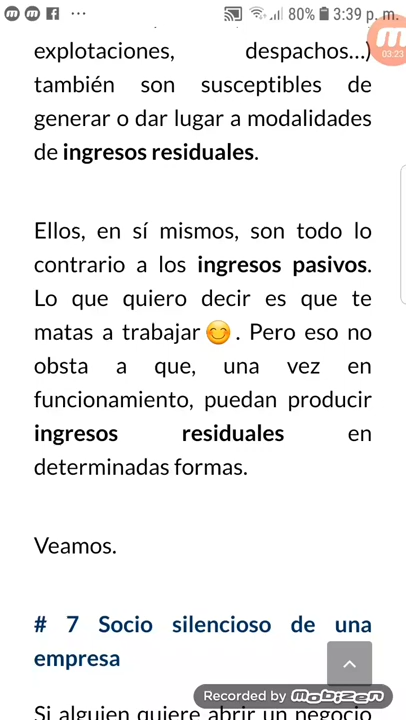 80% 3:39 p. m.
03:23
explotaciones, despachos...)
también son susceptibles de
generar o dar lugar a modalidades
de ingresos residuales.
Ellos, en sí mismos, son todo lo
contrario a los ingresos pasivos.
Lo que quiero decir es que te
matas a trabajar 😊. Pero eso no
obsta a que, una vez en
funcionamiento, puedan producir
ingresos residuales en
determinadas formas.
Veamos.
# 7 Socio silencioso de una
empresa
Recorded by mobizen
Si alguien quiere abrir un negocio